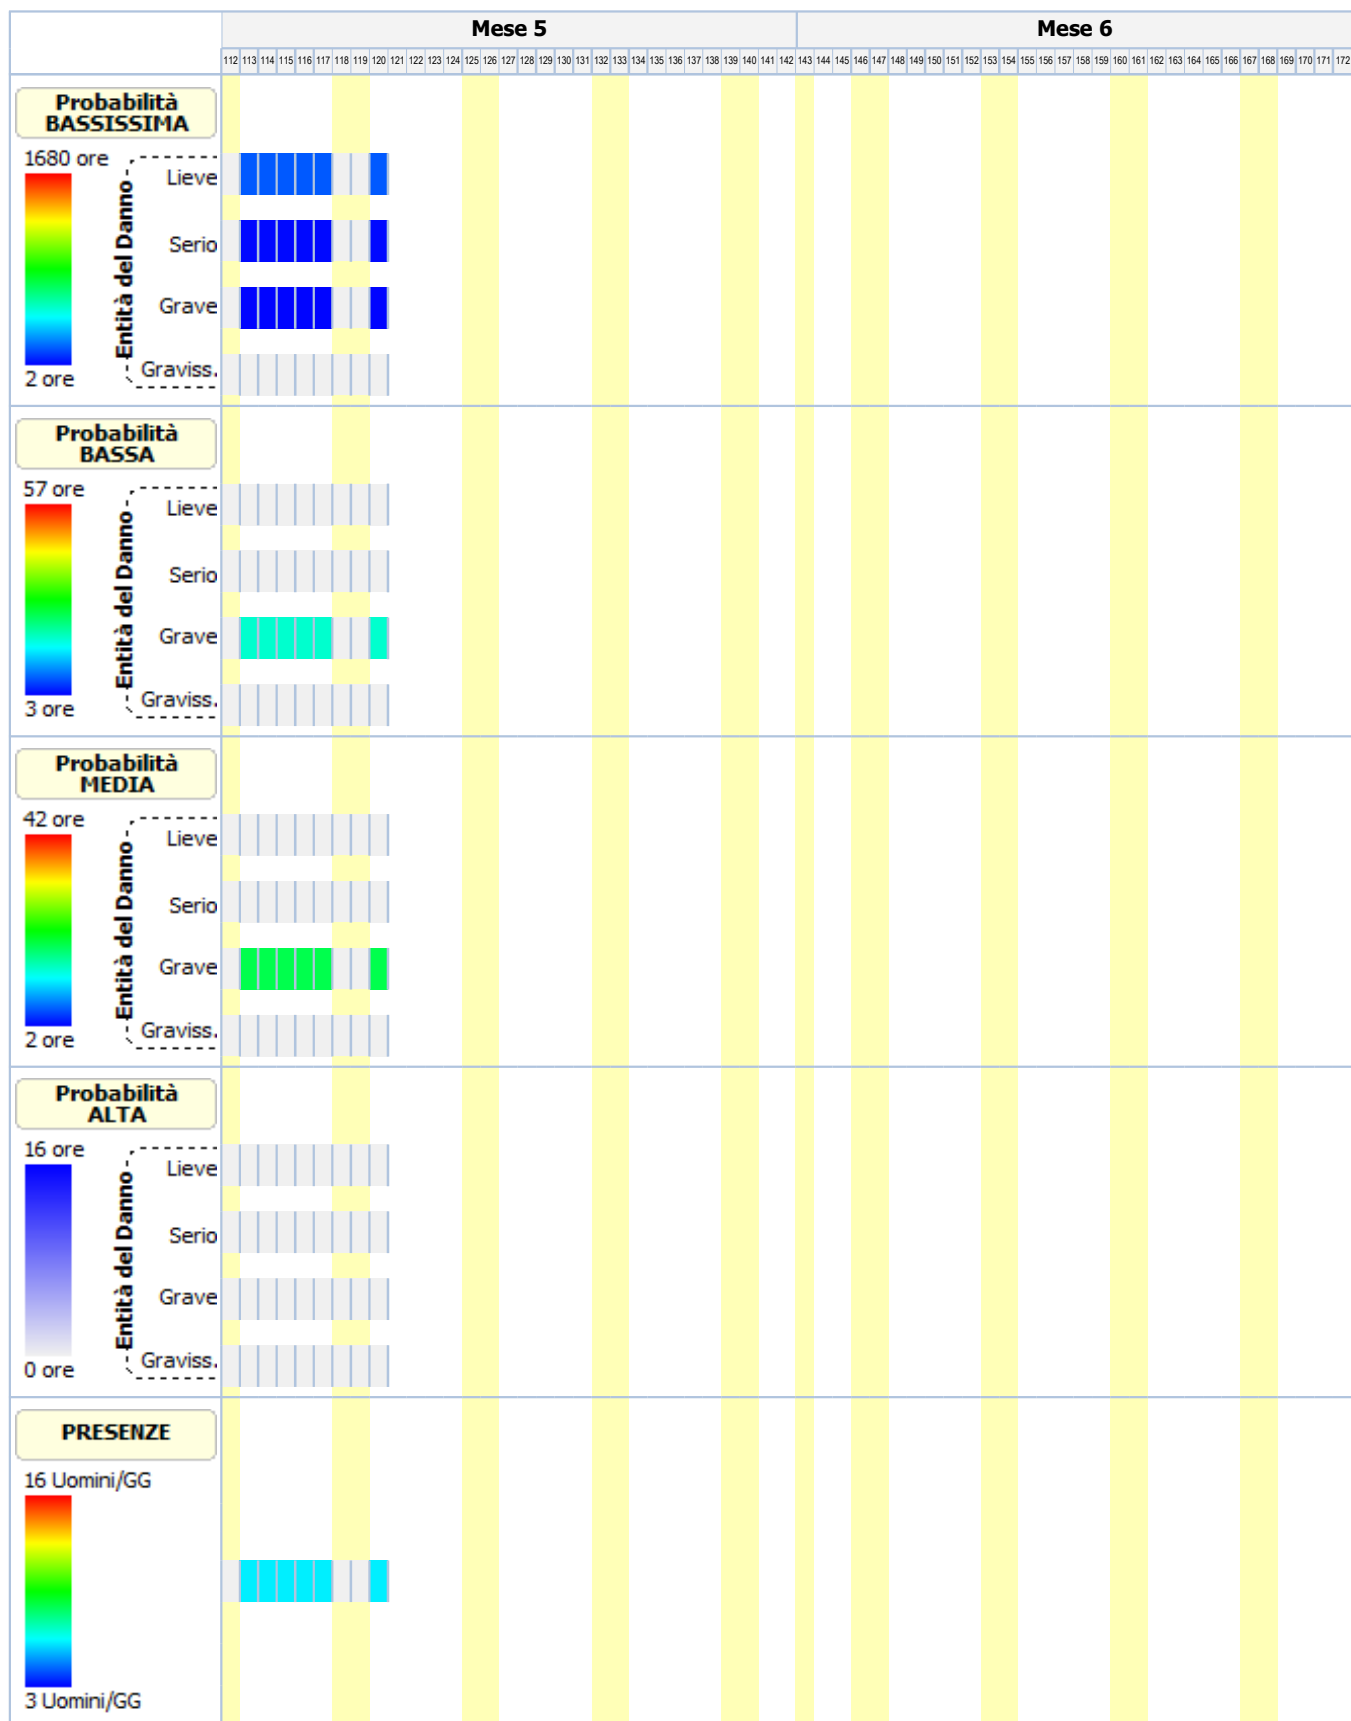 Mese 5 Mese 6
112 113 114 115 116 117 118 119 120 121 122 123 124 125 126 127 128 129 130 131 132 133 134 135 136 137 138 139 140 141 142 143 144 145 146 147 148 149 150 151 152 153 154 155 156 157 158 159 160 161 162 163 164 165 166 167 168 169 170 171 172
Probabilità
BASSISSIMA
1680 ore
Entità del Danno
Lieve
Serio
Grave
Graviss.
2 ore
Probabilità
BASSA
57 ore
Entità del Danno
Lieve
Serio
Grave
Graviss.
3 ore
Probabilità
MEDIA
42 ore
Entità del Danno
Lieve
Serio
Grave
Graviss.
2 ore
Probabilità
ALTA
16 ore
Entità del Danno
Lieve
Serio
Grave
Graviss.
0 ore
PRESENZE
16 Uomini/GG
3 Uomini/GG